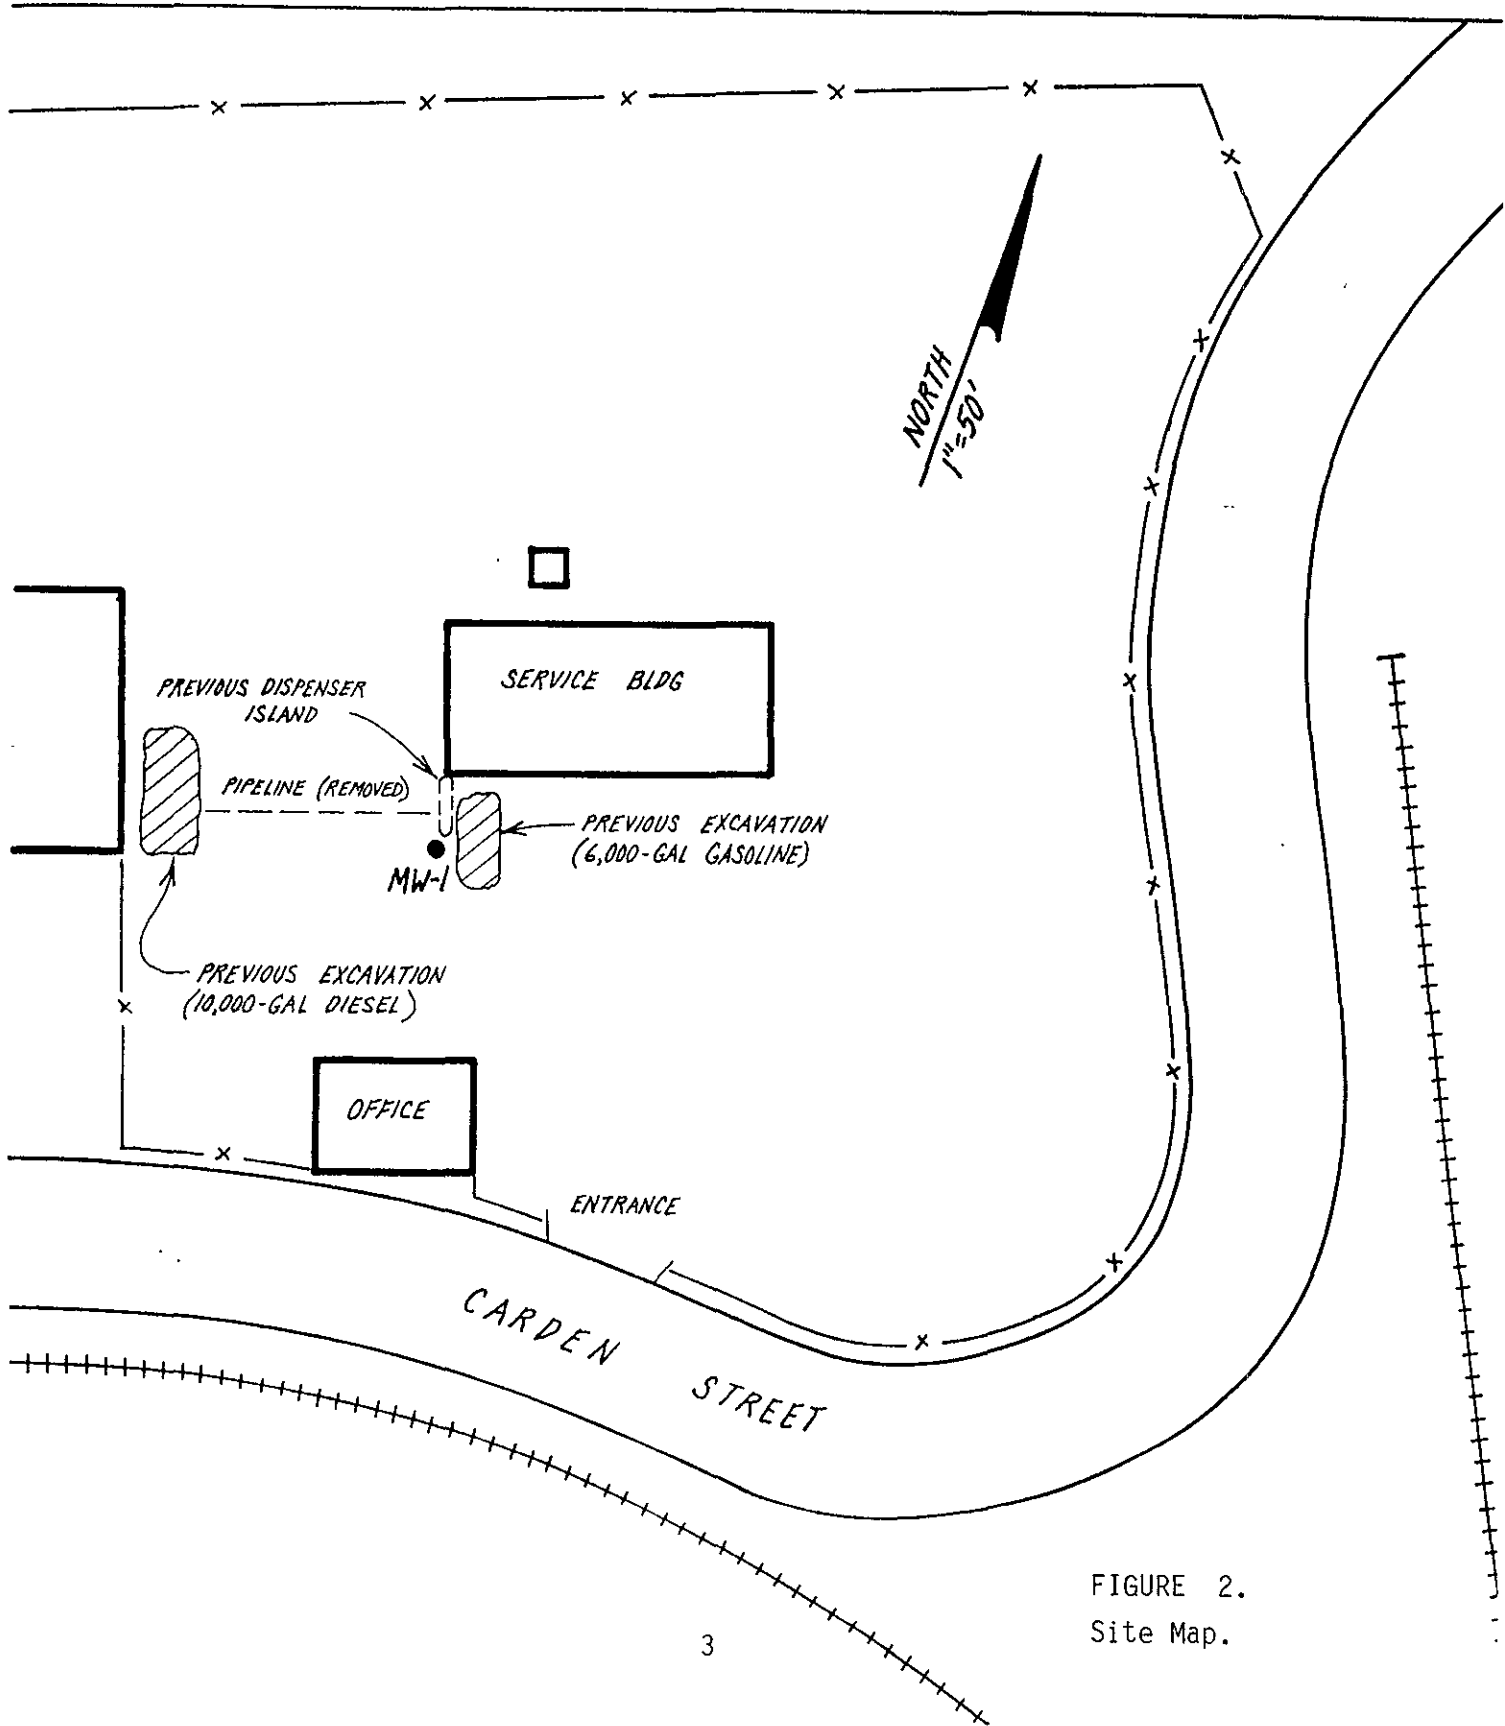 NORTH
1"=50'
SERVICE BLDG
PREVIOUS DISPENSER
ISLAND
PIPELINE (REMOVED)
PREVIOUS EXCAVATION
(6,000-GAL GASOLINE)
MW-1
PREVIOUS EXCAVATION
(10,000-GAL DIESEL)
OFFICE
ENTRANCE
CARDEN STREET
FIGURE 2.
Site Map.
3